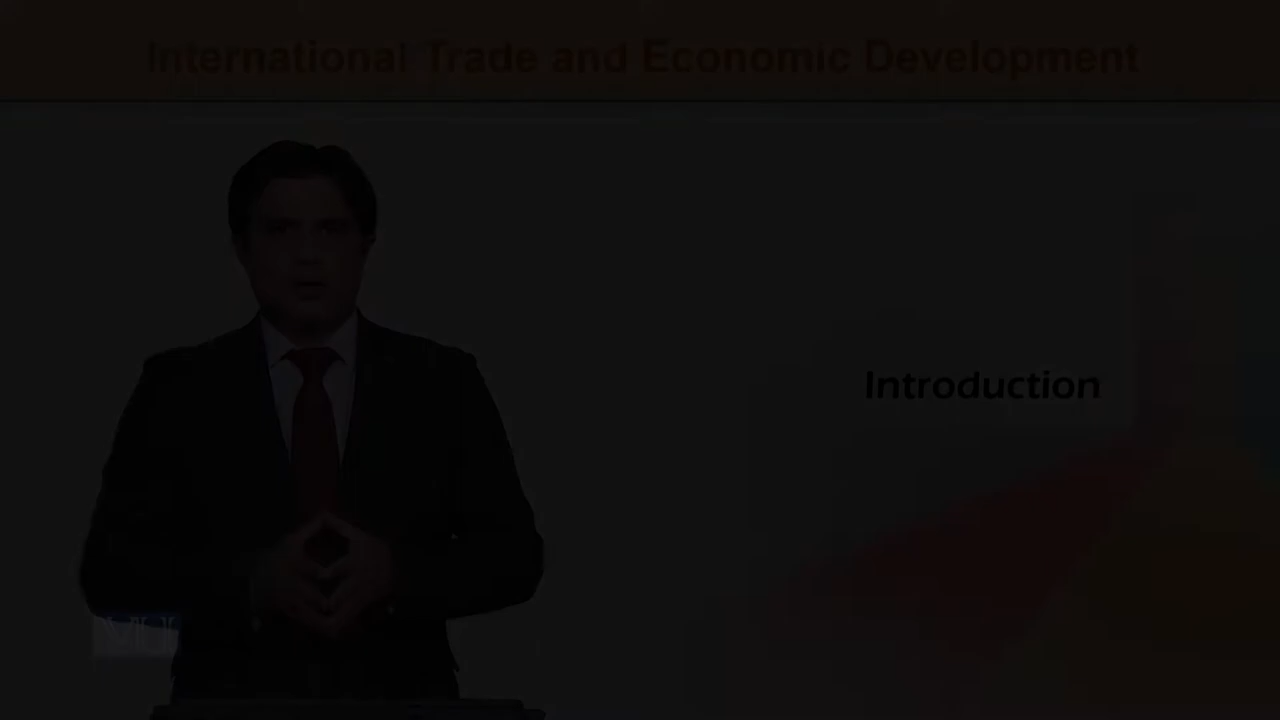 International Trade and Economic Development
Introduction